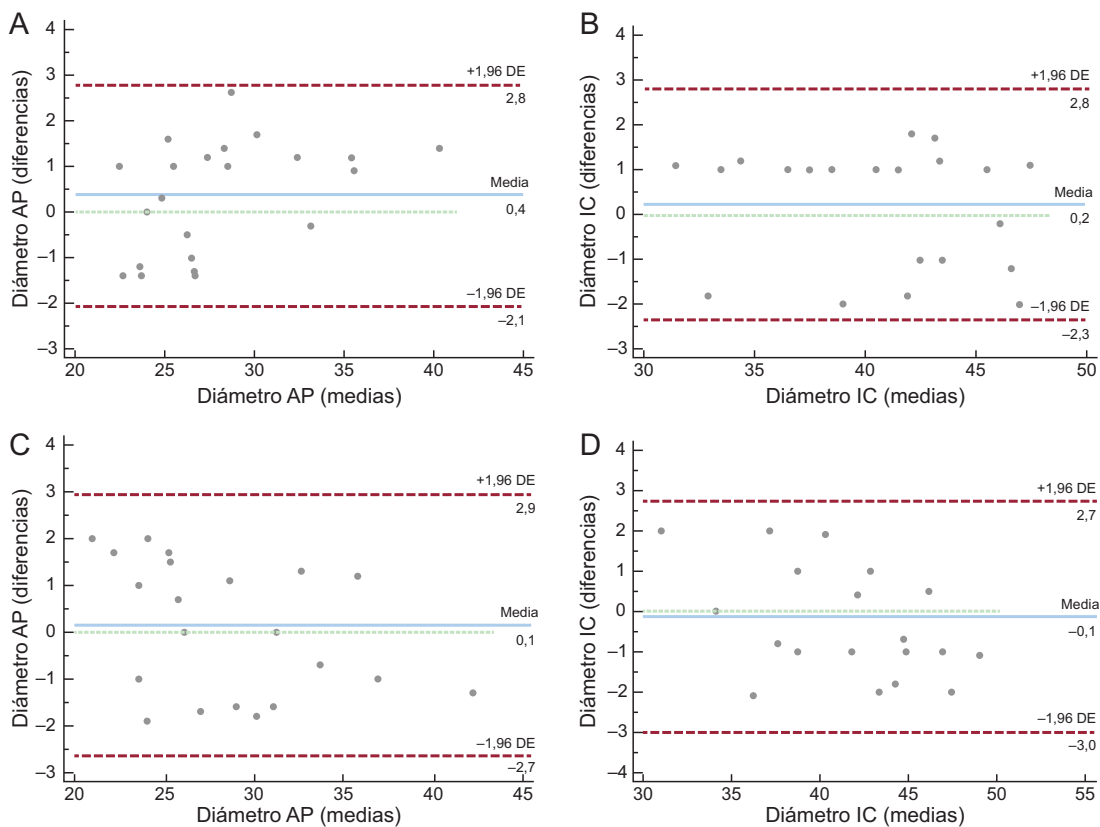 A
4
3
2
1
0
–1
–2
–3
Diámetro AP (diferencias)
+1,96 DE
2,8
Media
0,4
–1,96 DE
–2,1
20 25 30 35 40 45
Diámetro AP (medias)
B
4
3
2
1
0
–1
–2
–3
Diámetro IC (diferencias)
+1,96 DE
2,8
Media
0,2
–1,96 DE
–2,3
30 35 40 45 50
Diámetro IC (medias)
C
4
3
2
1
0
–1
–2
–3
Diámetro AP (diferencias)
+1,96 DE
2,9
Media
0,1
–1,96 DE
–2,7
20 25 30 35 40 45
Diámetro AP (medias)
D
4
3
2
1
0
–1
–2
–3
–4
Diámetro IC (diferencias)
+1,96 DE
2,7
Media
–0,1
–1,96 DE
–3,0
30 35 40 45 50 55
Diámetro IC (medias)